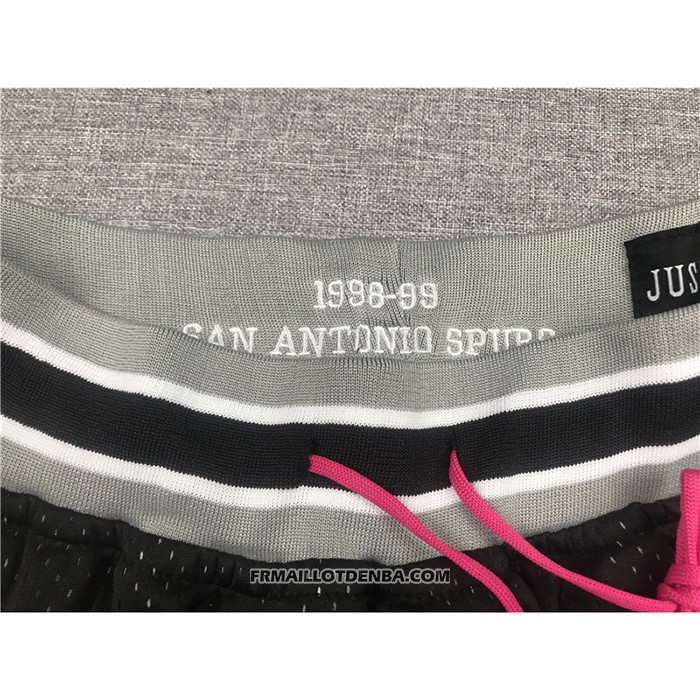 1998-99
SAN ANTONIO SPURS
JUS
FRMAILLOTDENBA.COM